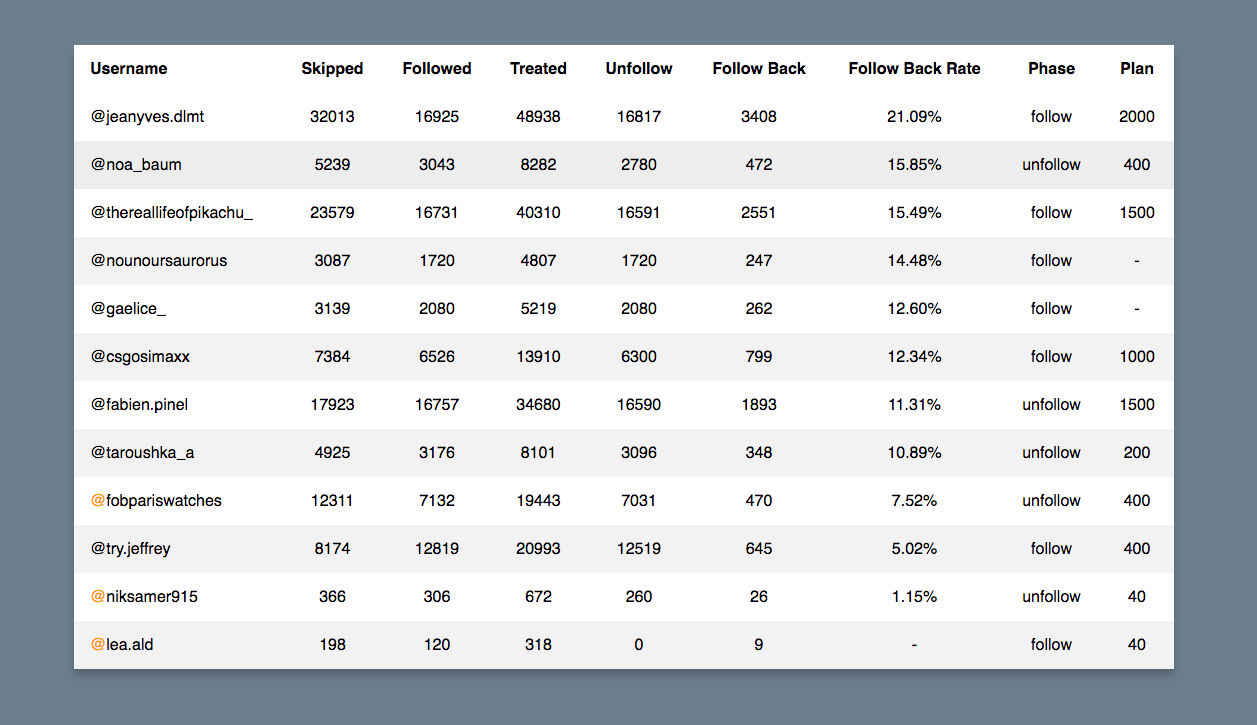 Username Skipped Followed Treated Unfollow Follow Back Follow Back Rate Phase Plan
@jeanyves.dlmt 32013 16925 48938 16817 3408 21.09% follow 2000
@noa_baum 5239 3043 8282 2780 472 15.85% unfollow 400
@thereallifeofpikachu_ 23579 16731 40310 16591 2551 15.49% follow 1500
@nounoursaurorus 3087 1720 4807 1720 247 14.48% follow -
@gaelice_ 3139 2080 5219 2080 262 12.60% follow -
@csgosimaxx 7384 6526 13910 6300 799 12.34% follow 1000
@fabien.pinel 17923 16757 34680 16590 1893 11.31% unfollow 1500
@taroushka_a 4925 3176 8101 3096 348 10.89% unfollow 200
@fobpariswatches 12311 7132 19443 7031 470 7.52% unfollow 400
@try.jeffrey 8174 12819 20993 12519 645 5.02% follow 400
@niksamer915 366 306 672 260 26 1.15% unfollow 40
@lea.ald 198 120 318 0 9 - follow 40